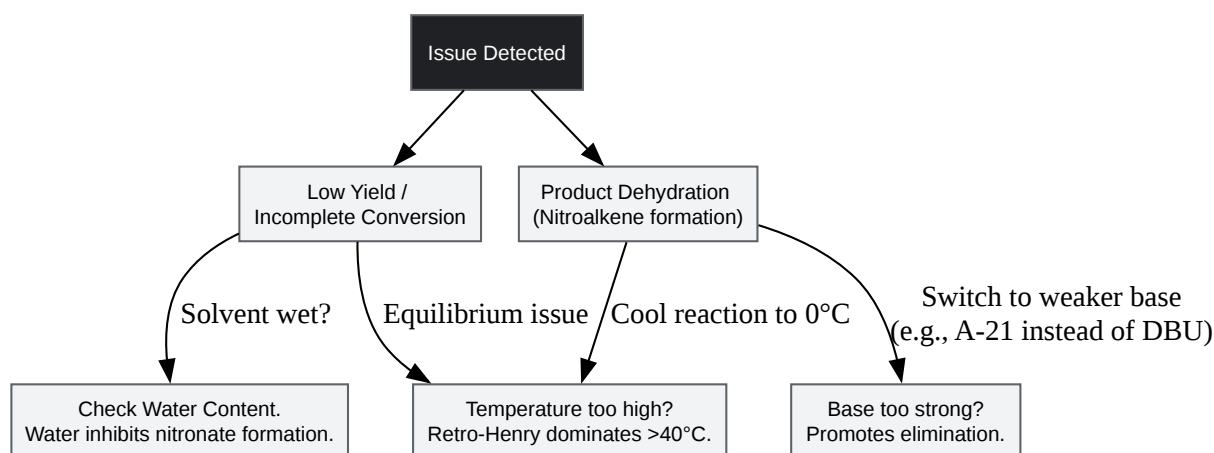 Issue Detected
Low Yield /
Incomplete Conversion
Product Dehydration
(Nitroalkene formation)
Solvent wet?
Equilibrium issue
Cool reaction to 0°C
Switch to weaker base
(e.g., A-21 instead of DBU)
Check Water Content.
Water inhibits nitronate formation.
Temperature too high?
Retro-Henry dominates >40°C.
Base too strong?
Promotes elimination.